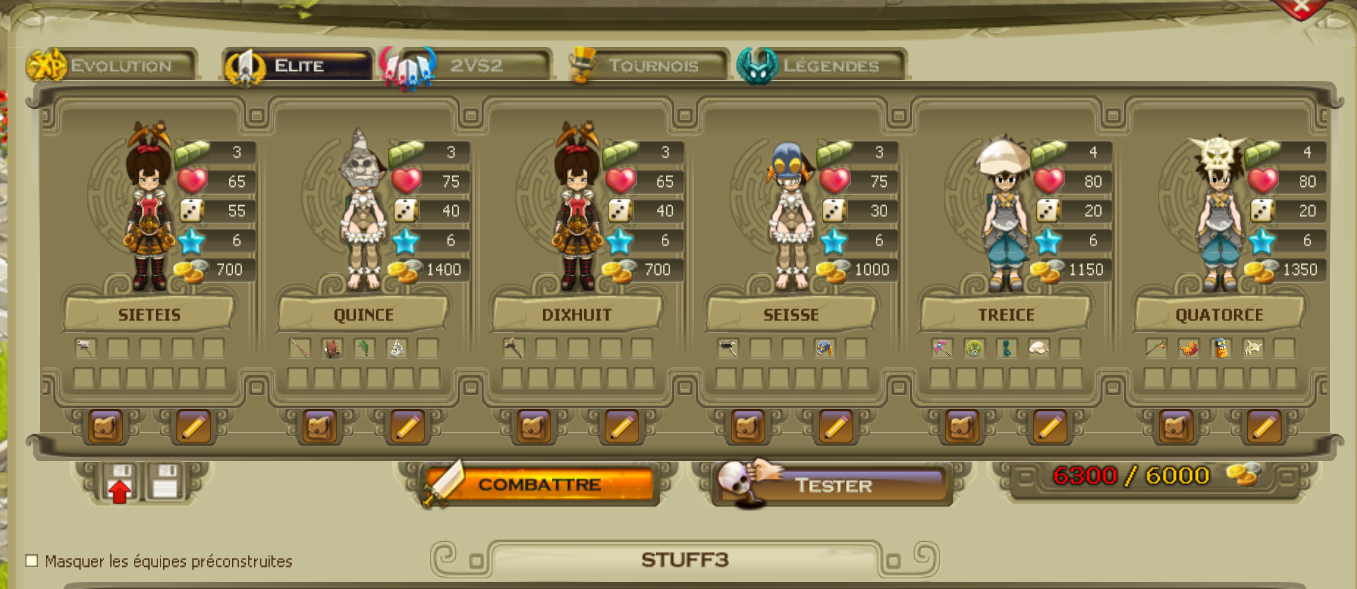 XP EVOLUTION ELITE 2VS2 TOURNOIS LÉGENDES
3 3 3 3 4 4
65 75 65 75 80 80
55 40 40 30 20 20
6 6 6 6 6 6
700 1400 700 1000 1150 1350
SIETEIS QUINCE DIXHUIT SEISSE TREICE QUATORCE
COMBATTRE TESTER 6300 / 6000
Masquer les équipes préconstruites STUFF3